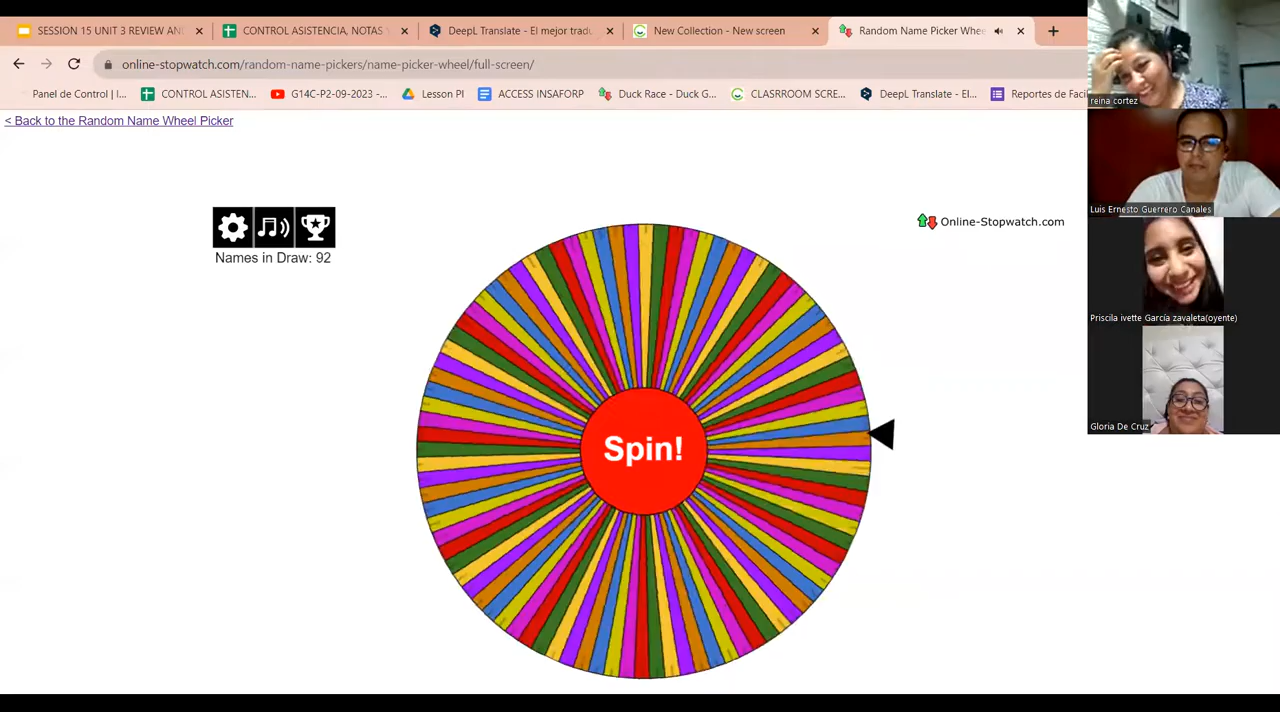 SESSION 15 UNIT 3 REVIEW AN
CONTROL ASISTENCIA, NOTAS
DeepL Translate - El mejor tradu
New Collection - New screen
Random Name Picker Whee
online-stopwatch.com/random-name-pickers/name-picker-wheel/full-screen/
Panel de Control | I...
CONTROL ASISTEN...
G14C-P2-09-2023 -...
Lesson Pl
ACCESS INSAFORP
Duck Race - Duck G...
CLASRROOM SCRE...
DeepL Translate - El...
Reportes de Faci
< Back to the Random Name Wheel Picker
Names in Draw: 92
Online-Stopwatch.com
Spin!
reina cortez
Luis Ernesto Guerrero Canales
Priscila ivette García zavaleta(oyente)
Gloria De Cruz